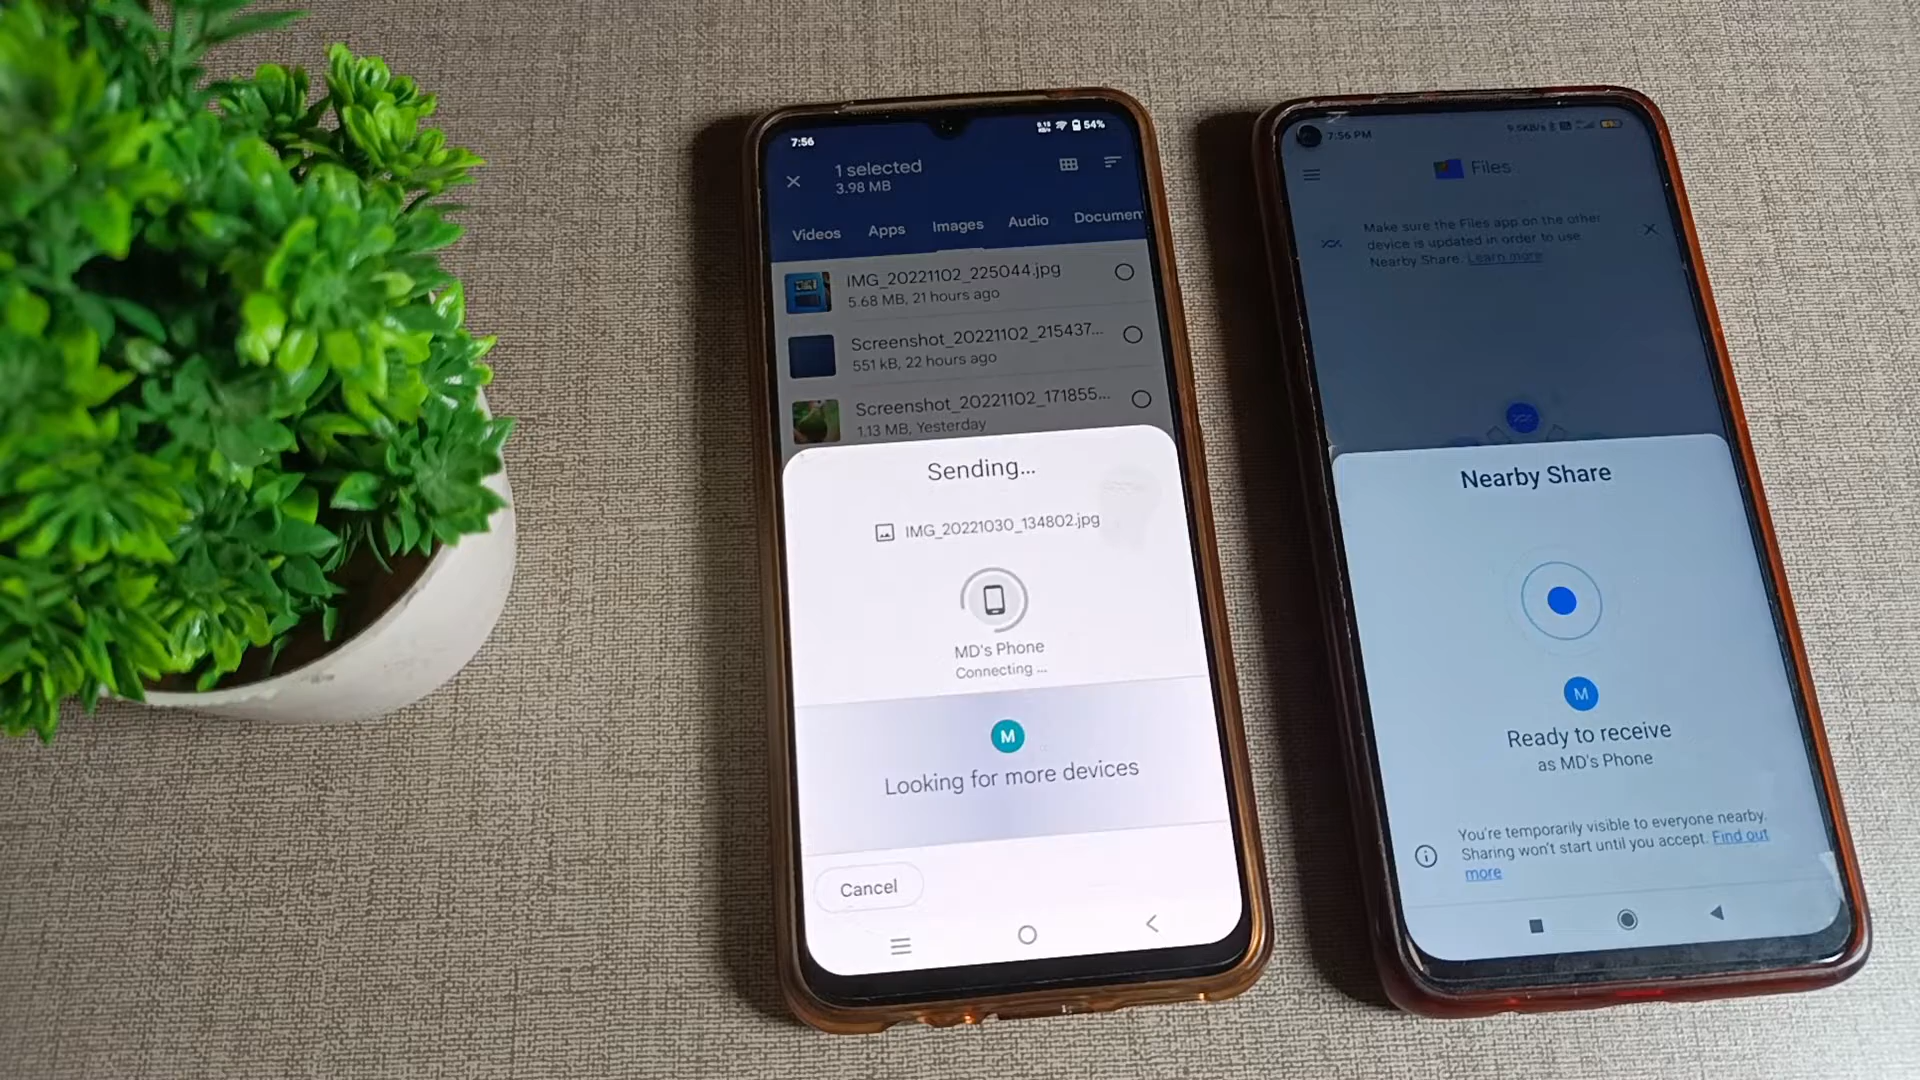 7:56
54%
1 selected
3.98 MB
Videos Apps Images Audio Documen
IMG_20221102_225044.jpg
5.68 MB, 21 hours ago
Screenshot_20221102_215437...
551 kB, 22 hours ago
Screenshot_20221102_171855...
1.13 MB, Yesterday
Sending...
IMG_20221030_134802.jpg
MD's Phone
Connecting ...
M
Looking for more devices
Cancel
7:56 PM
Files
Make sure the Files app on the other
device is updated in order to use
Nearby Share. Learn more
Nearby Share
M
Ready to receive
as MD's Phone
You're temporarily visible to everyone nearby.
Sharing won't start until you accept. Find out
more